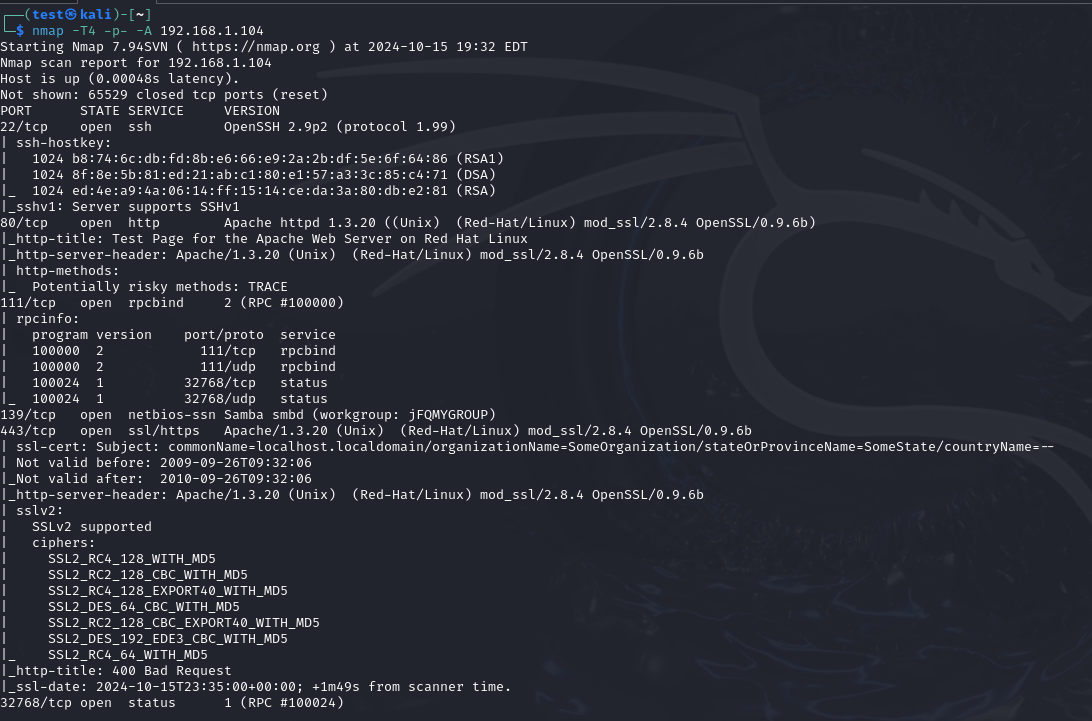 ┌──(test㉿kali)-[~]
└─$ nmap -T4 -p- -A 192.168.1.104
Starting Nmap 7.94SVN ( https://nmap.org ) at 2024-10-15 19:32 EDT
Nmap scan report for 192.168.1.104
Host is up (0.00048s latency).
Not shown: 65529 closed tcp ports (reset)
PORT      STATE SERVICE     VERSION
22/tcp    open  ssh         OpenSSH 2.9p2 (protocol 1.99)
| ssh-hostkey:
|   1024 b8:74:6c:db:fd:8b:e6:66:e9:2a:2b:df:5e:6f:64:86 (RSA1)
|   1024 8f:8e:5b:81:ed:21:ab:c1:80:e1:57:a3:3c:85:c4:71 (DSA)
|_  1024 ed:4e:a9:4a:06:14:ff:15:14:ce:da:3a:80:db:e2:81 (RSA)
|_sshv1: Server supports SSHv1
80/tcp    open  http        Apache httpd 1.3.20 ((Unix)  (Red-Hat/Linux) mod_ssl/2.8.4 OpenSSL/0.9.6b)
|_http-title: Test Page for the Apache Web Server on Red Hat Linux
|_http-server-header: Apache/1.3.20 (Unix)  (Red-Hat/Linux) mod_ssl/2.8.4 OpenSSL/0.9.6b
| http-methods:
|_  Potentially risky methods: TRACE
111/tcp   open  rpcbind     2 (RPC #100000)
| rpcinfo:
|   program version    port/proto  service
|   100000  2            111/tcp   rpcbind
|   100000  2            111/udp   rpcbind
|   100024  1          32768/tcp   status
|_  100024  1          32768/udp   status
139/tcp   open  netbios-ssn Samba smbd (workgroup: jFQMYGROUP)
443/tcp   open  ssl/https   Apache/1.3.20 (Unix)  (Red-Hat/Linux) mod_ssl/2.8.4 OpenSSL/0.9.6b
| ssl-cert: Subject: commonName=localhost.localdomain/organizationName=SomeOrganization/stateOrProvinceName=SomeState/countryName=--
| Not valid before: 2009-09-26T09:32:06
|_Not valid after:  2010-09-26T09:32:06
|_http-server-header: Apache/1.3.20 (Unix)  (Red-Hat/Linux) mod_ssl/2.8.4 OpenSSL/0.9.6b
| sslv2:
|   SSLv2 supported
|   ciphers:
|     SSL2_RC4_128_WITH_MD5
|     SSL2_RC2_128_CBC_WITH_MD5
|     SSL2_RC4_128_EXPORT40_WITH_MD5
|     SSL2_DES_64_CBC_WITH_MD5
|     SSL2_RC2_128_CBC_EXPORT40_WITH_MD5
|     SSL2_DES_192_EDE3_CBC_WITH_MD5
|_    SSL2_RC4_64_WITH_MD5
|_http-title: 400 Bad Request
|_ssl-date: 2024-10-15T23:35:00+00:00; +1m49s from scanner time.
32768/tcp open  status      1 (RPC #100024)